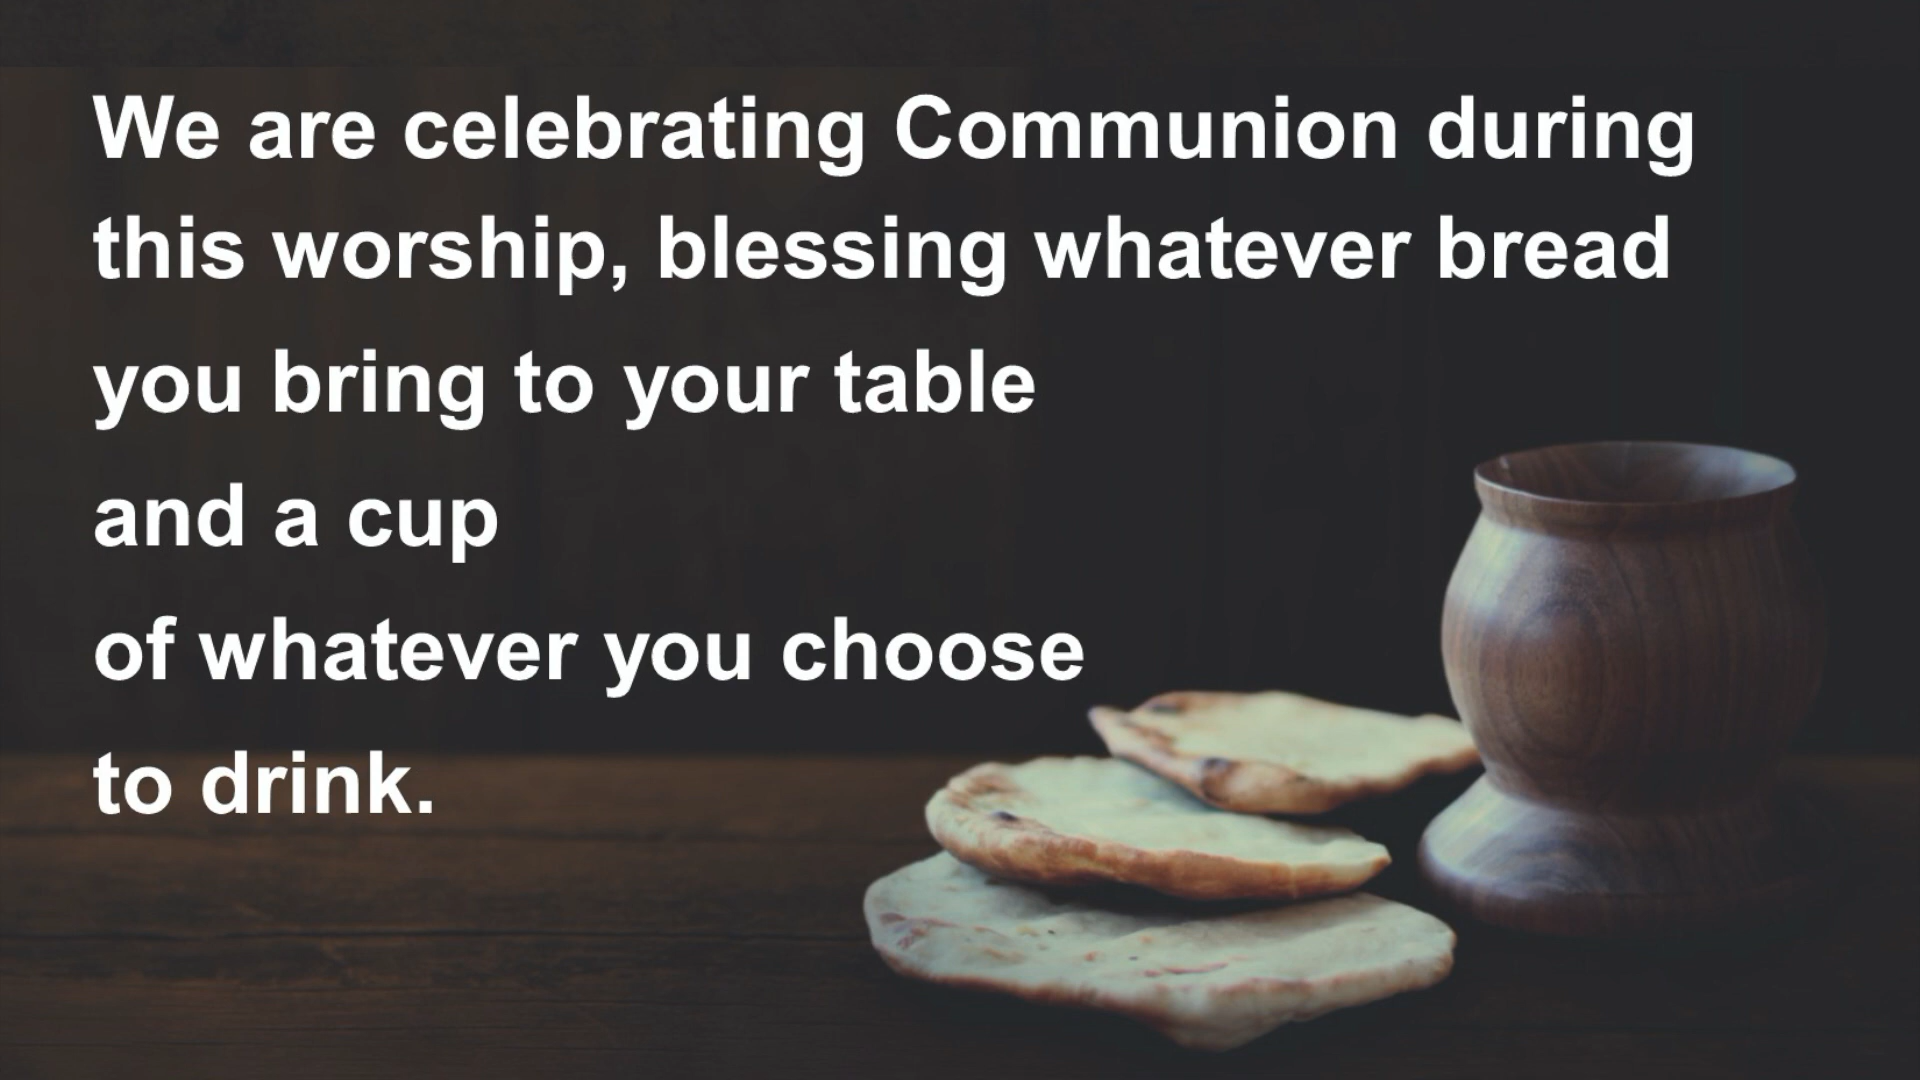 We are celebrating Communion during
this worship, blessing whatever bread
you bring to your table
and a cup
of whatever you choose
to drink.